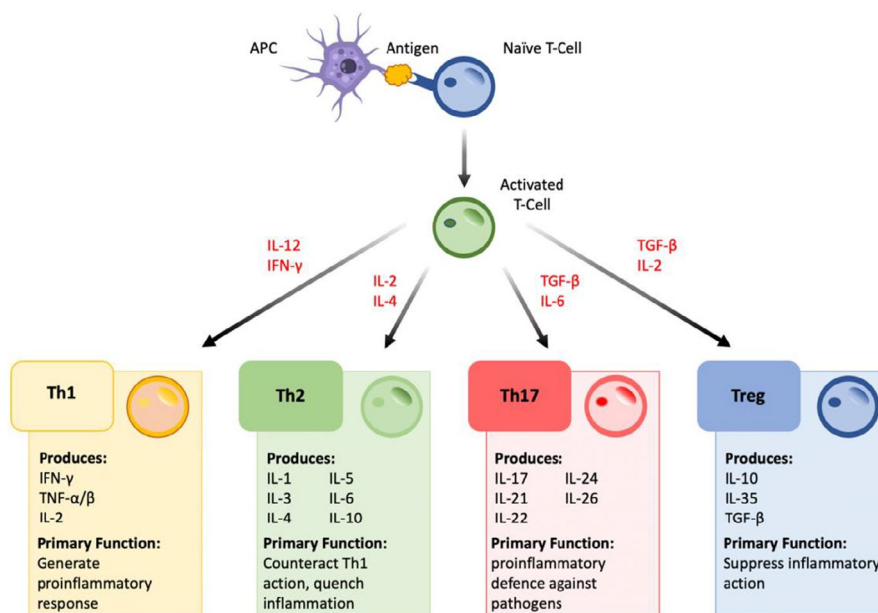 APC
Antigen
Naïve T-Cell
Activated
T-Cell
IL-12
IFN-γ
IL-2
IL-4
TGF-β
IL-6
TGF-β
IL-2
Th1
Produces:
IFN-γ
TNF-α/β
IL-2
Primary Function:
Generate
proinflammatory
response
Th2
Produces:
IL-1 IL-5
IL-3 IL-6
IL-4 IL-10
Primary Function:
Counteract Th1
action, quench
inflammation
Th17
Produces:
IL-17 IL-24
IL-21 IL-26
IL-22
Primary Function:
proinflammatory
defence against
pathogens
Treg
Produces:
IL-10
IL-35
TGF-β
Primary Function:
Suppress inflammatory
action